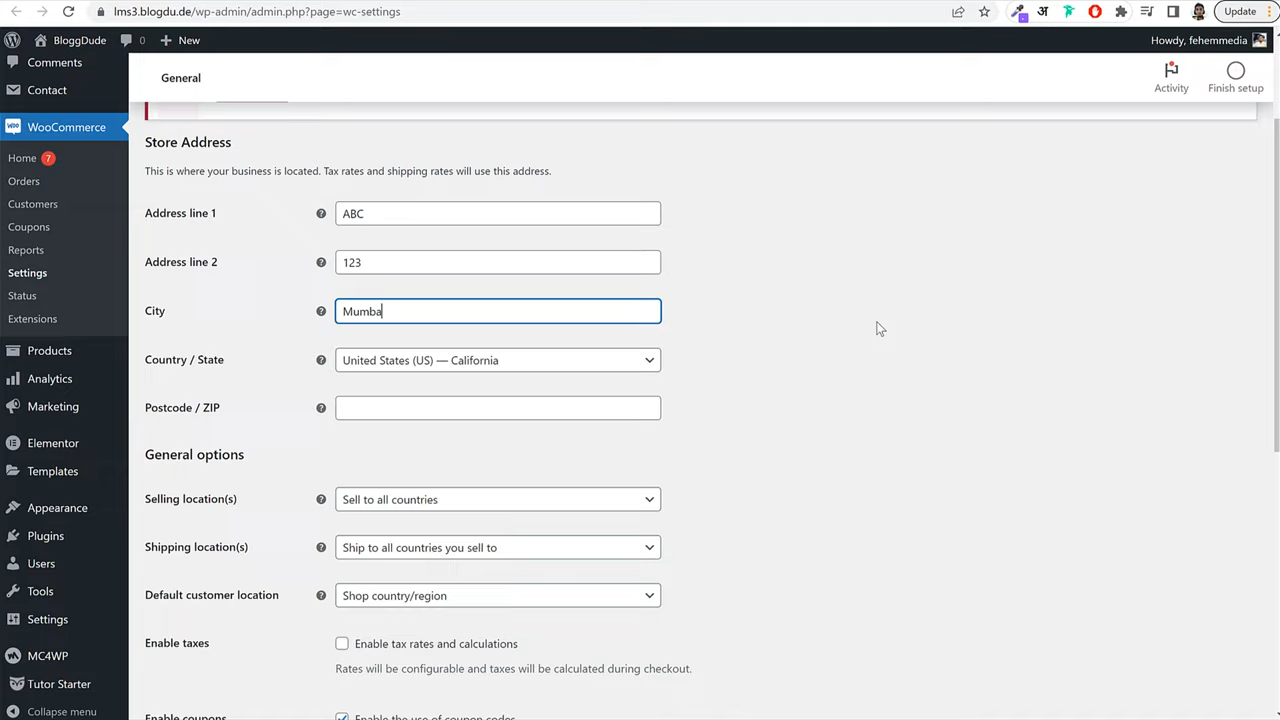 lms3.blogdu.de/wp-admin/admin.php?page=wc-settings
अ
Update
BloggDude
0
New
Howdy, fehemmedia
Comments
Contact
WooCommerce
Home 7
Orders
Customers
Coupons
Reports
Settings
Status
Extensions
Products
Analytics
Marketing
Elementor
Templates
Appearance
Plugins
Users
Tools
Settings
MC4WP
Tutor Starter
Collapse menu
General
Activity
Finish setup
Store Address
This is where your business is located. Tax rates and shipping rates will use this address.
Address line 1
ABC
Address line 2
123
City
Mumba
Country / State
United States (US) — California
Postcode / ZIP
General options
Selling location(s)
Sell to all countries
Shipping location(s)
Ship to all countries you sell to
Default customer location
Shop country/region
Enable taxes
Enable tax rates and calculations
Rates will be configurable and taxes will be calculated during checkout.
Enable coupons
Enable the use of coupon codes